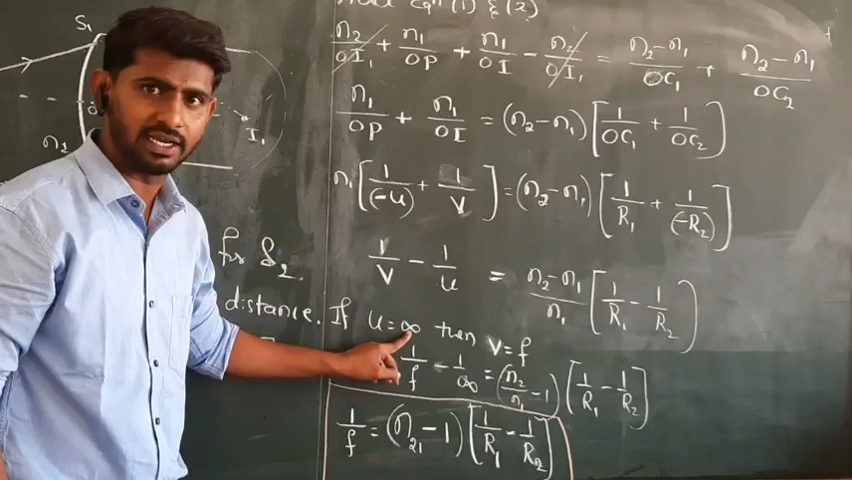 Eqn (1) & (2)
S₁
n₂/OI₁ + n₁/OP + n₁/OI - n₂/OI₁ = n₂-n₁/OC₁ + n₂-n₁/OC₂
n₁/OP + n₁/OI = (n₂-n₁) [1/OC₁ + 1/OC₂]
I₁
n₂
n₁ [1/(-u) + 1/V] = (n₂-n₁) [1/R₁ + 1/(-R₂)]
for S₂.
1/V - 1/u = n₂-n₁/n₁ [1/R₁ - 1/R₂]
distance. If u=∞ then V=f
1/f - 1/∞ = (n₂/n₁ -1) [1/R₁ - 1/R₂]
1/f = (n₂₁-1) [1/R₁ - 1/R₂]